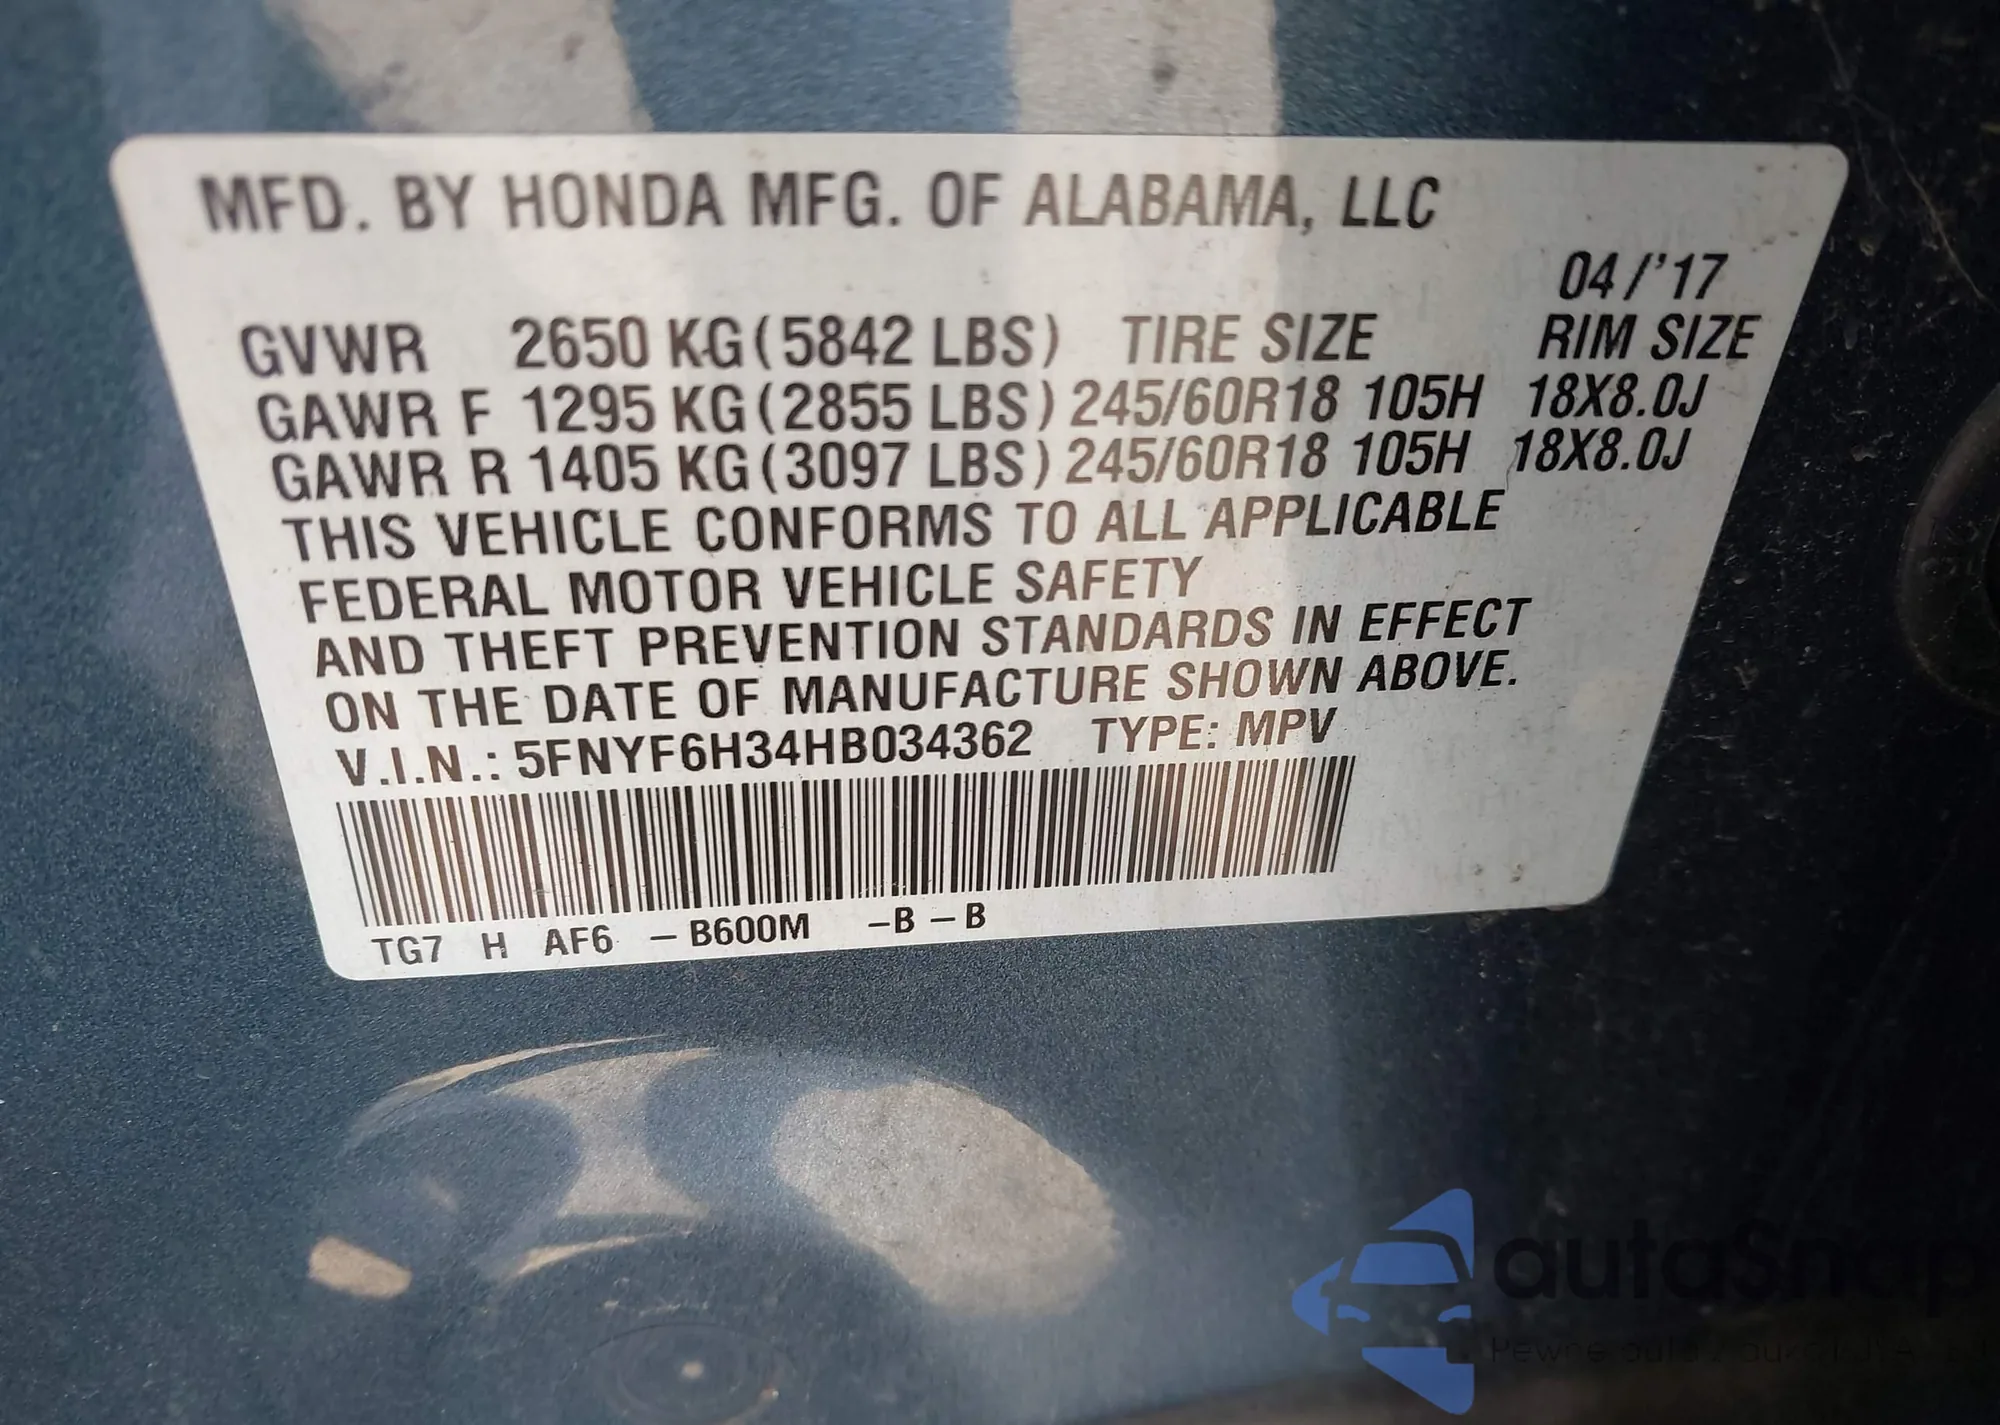 MFD. BY HONDA MFG. OF ALABAMA, LLC
04/'17
GVWR 2650 KG (5842 LBS) TIRE SIZE RIM SIZE
GAWR F 1295 KG (2855 LBS) 245/60R18 105H 18X8.0J
GAWR R 1405 KG (3097 LBS) 245/60R18 105H 18X8.0J
THIS VEHICLE CONFORMS TO ALL APPLICABLE
FEDERAL MOTOR VEHICLE SAFETY
AND THEFT PREVENTION STANDARDS IN EFFECT
ON THE DATE OF MANUFACTURE SHOWN ABOVE.
V.I.N.: 5FNYF6H34HB034362 TYPE: MPV
TG7 H AF6 – B600M – B – B
autoSnap
Pewne auto